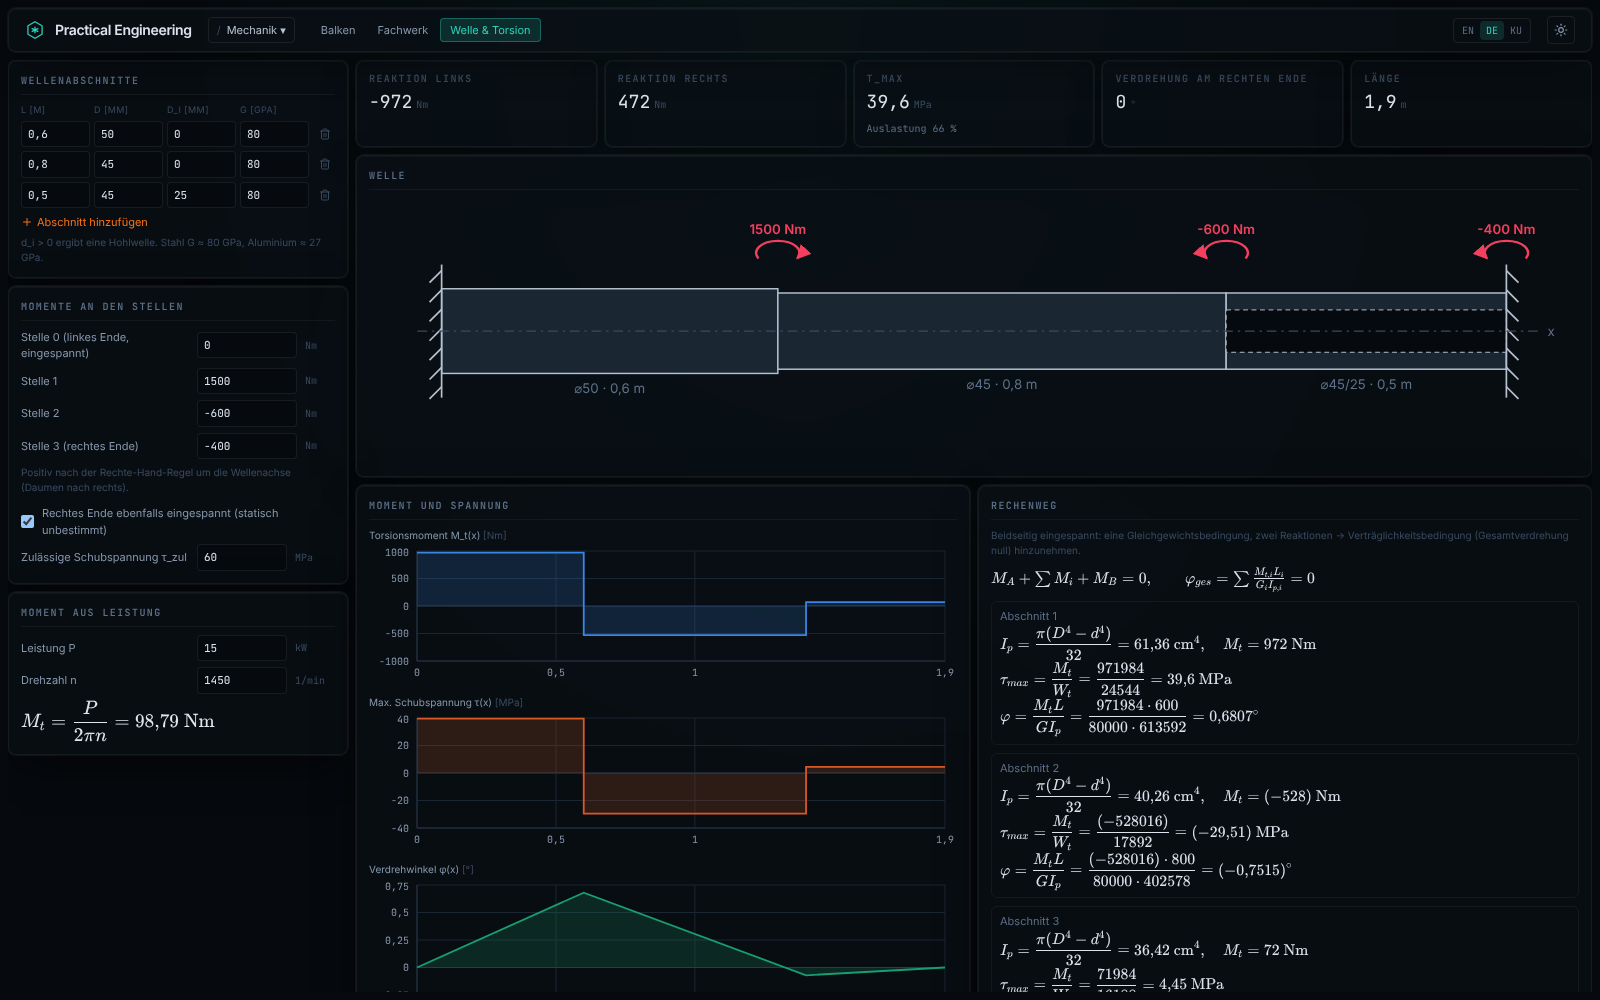 Practical Engineering
/ Mechanik ▾
Balken
Fachwerk
Welle & Torsion
EN DE KU
WELLENABSCHNITTE
L [M] D [MM] D_I [MM] G [GPA]
0,6 50 0 80
0,8 45 0 80
0,5 45 25 80
+ Abschnitt hinzufügen
d_i > 0 ergibt eine Hohlwelle. Stahl G ≈ 80 GPa, Aluminium ≈ 27
GPa.
MOMENTE AN DEN STELLEN
Stelle 0 (linkes Ende,
eingespannt) 0 Nm
Stelle 1 1500 Nm
Stelle 2 -600 Nm
Stelle 3 (rechtes Ende) -400 Nm
Positiv nach der Rechte-Hand-Regel um die Wellenachse
(Daumen nach rechts).
Rechtes Ende ebenfalls eingespannt (statisch
unbestimmt)
Zulässige Schubspannung τ_zul 60 MPa
MOMENT AUS LEISTUNG
Leistung P 15 kW
Drehzahl n 1450 1/min
M_t = P / (2πn) = 98,79 Nm
REAKTION LINKS
-972 Nm
REAKTION RECHTS
472 Nm
T_MAX
39,6 MPa
Auslastung 66 %
VERDREHUNG AM RECHTEN ENDE
0 °
LÄNGE
1,9 m
WELLE
1500 Nm -600 Nm -400 Nm
x
⌀50 · 0,6 m ⌀45 · 0,8 m ⌀45/25 · 0,5 m
MOMENT UND SPANNUNG
Torsionsmoment M_t(x) [Nm]
1000
500
0
-500
-1000
0 0,5 1 1,9
Max. Schubspannung τ(x) [MPa]
40
20
0
-20
-40
0 0,5 1 1,9
Verdrehwinkel φ(x) [°]
0,75
0,5
0,25
0
RECHENWEG
Beidseitig eingespannt: eine Gleichgewichtsbedingung, zwei Reaktionen → Verträglichkeitsbedingung (Gesamtverdrehung
null) hinzunehmen.
M_A + ∑ M_i + M_B = 0, φ_ges = ∑ M_{t,i} L_i / (G_i I_{p,i}) = 0
Abschnitt 1
I_p = π(D⁴ − d⁴) / 32 = 61,36 cm⁴, M_t = 972 Nm
τ_max = M_t / W_t = 971984 / 24544 = 39,6 MPa
φ = M_t L / GI_p = 971984 · 600 / 80000 · 613592 = 0,6807°
Abschnitt 2
I_p = π(D⁴ − d⁴) / 32 = 40,26 cm⁴, M_t = (−528) Nm
τ_max = M_t / W_t = (−528016) / 17892 = (−29,51) MPa
φ = M_t L / GI_p = (−528016) · 800 / 80000 · 402578 = (−0,7515)°
Abschnitt 3
I_p = π(D⁴ − d⁴) / 32 = 36,42 cm⁴, M_t = 72 Nm
τ_max = M_t / = 71984 / = 4,45 MPa